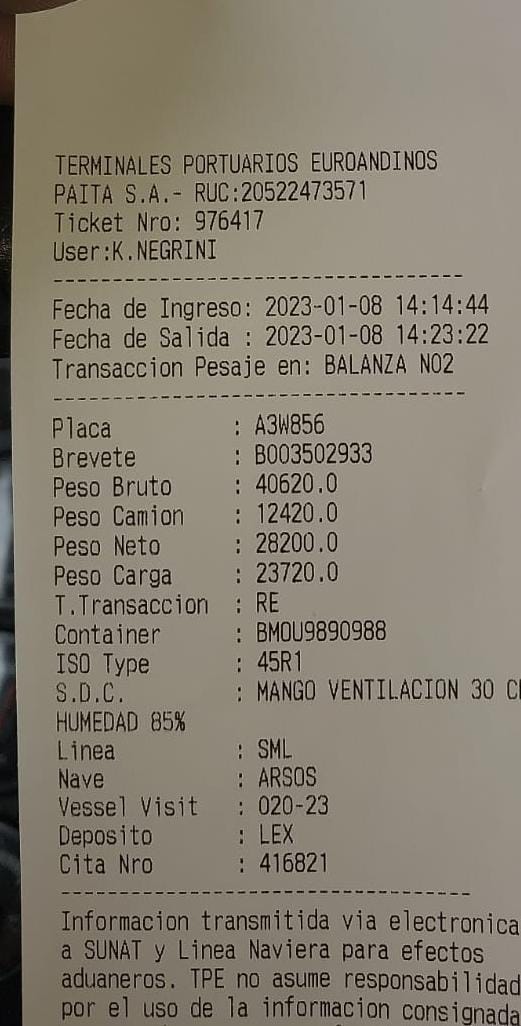 TERMINALES PORTUARIOS EUROANDINOS
PAITA S.A.- RUC:20522473571
Ticket Nro: 976417
User:K.NEGRINI
Fecha de Ingreso: 2023-01-08 14:14:44
Fecha de Salida : 2023-01-08 14:23:22
Transaccion Pesaje en: BALANZA NO2
Placa : A3W856
Brevete : B003502933
Peso Bruto : 40620.0
Peso Camion : 12420.0
Peso Neto : 28200.0
Peso Carga : 23720.0
T.Transaccion : RE
Container : BMOU9890988
ISO Type : 45R1
S.D.C. : MANGO VENTILACION 30
HUMEDAD 85%
Linea : SML
Nave : ARSOS
Vessel Visit : 020-23
Deposito : LEX
Cita Nro : 416821
Informacion transmitida via electronica
a SUNAT y Linea Naviera para efectos
aduaneros. TPE no asume responsabilidad
por el uso de la informacion consignada